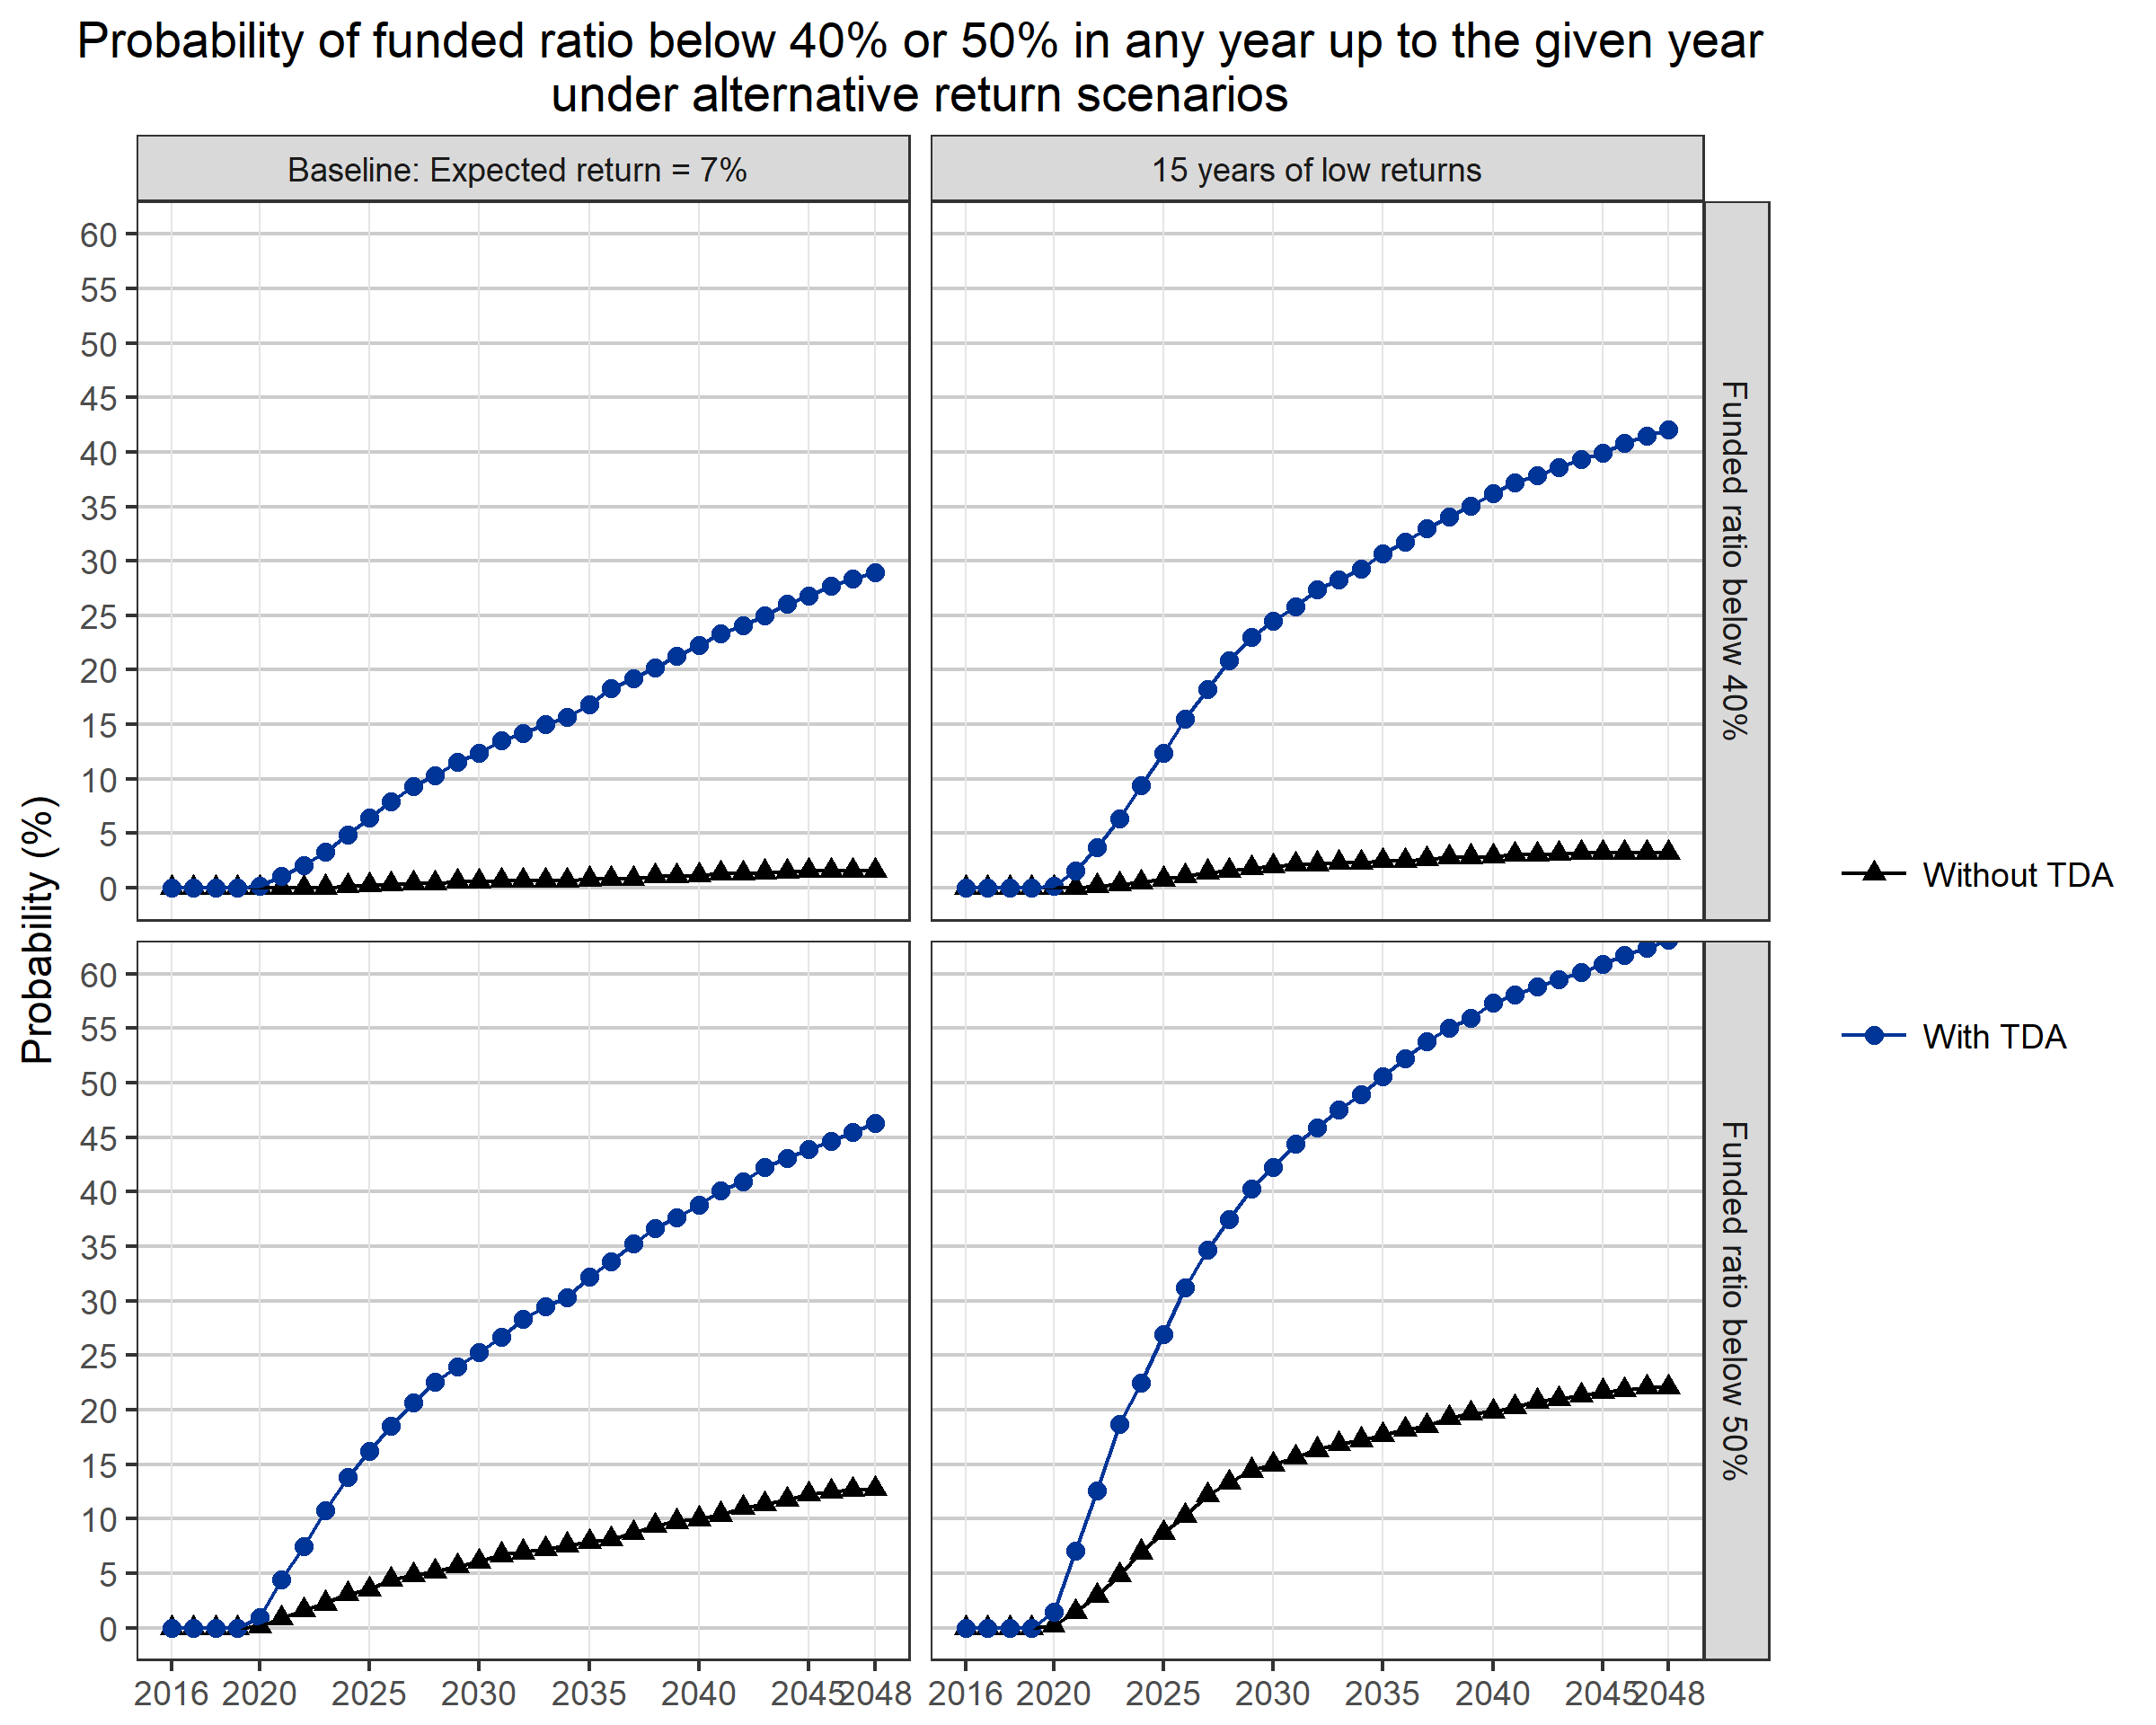 Probability of funded ratio below 40% or 50% in any year up to the given year
under alternative return scenarios
Baseline: Expected return = 7%
15 years of low returns
60
55
50
45
40
35
30
25
20
15
10
5
0
Funded ratio below 40%
Probability (%)
60
55
50
45
40
35
30
25
20
15
10
5
0
Funded ratio below 50%
2016 2020 2025 2030 2035 2040 2045 2048
2016 2020 2025 2030 2035 2040 2045 2048
Without TDA
With TDA